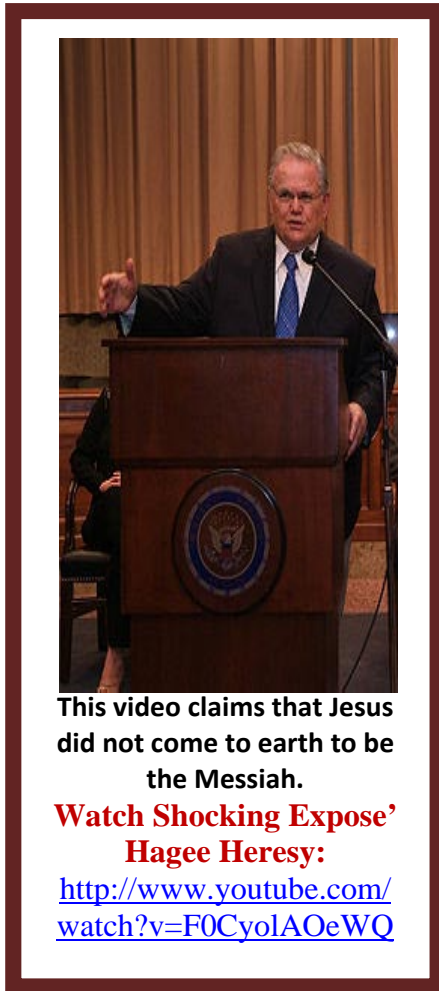 This video claims that Jesus
did not come to earth to be
the Messiah.
Watch Shocking Expose’
Hagee Heresy:
http://www.youtube.com/
watch?v=F0CyolAOeWQ